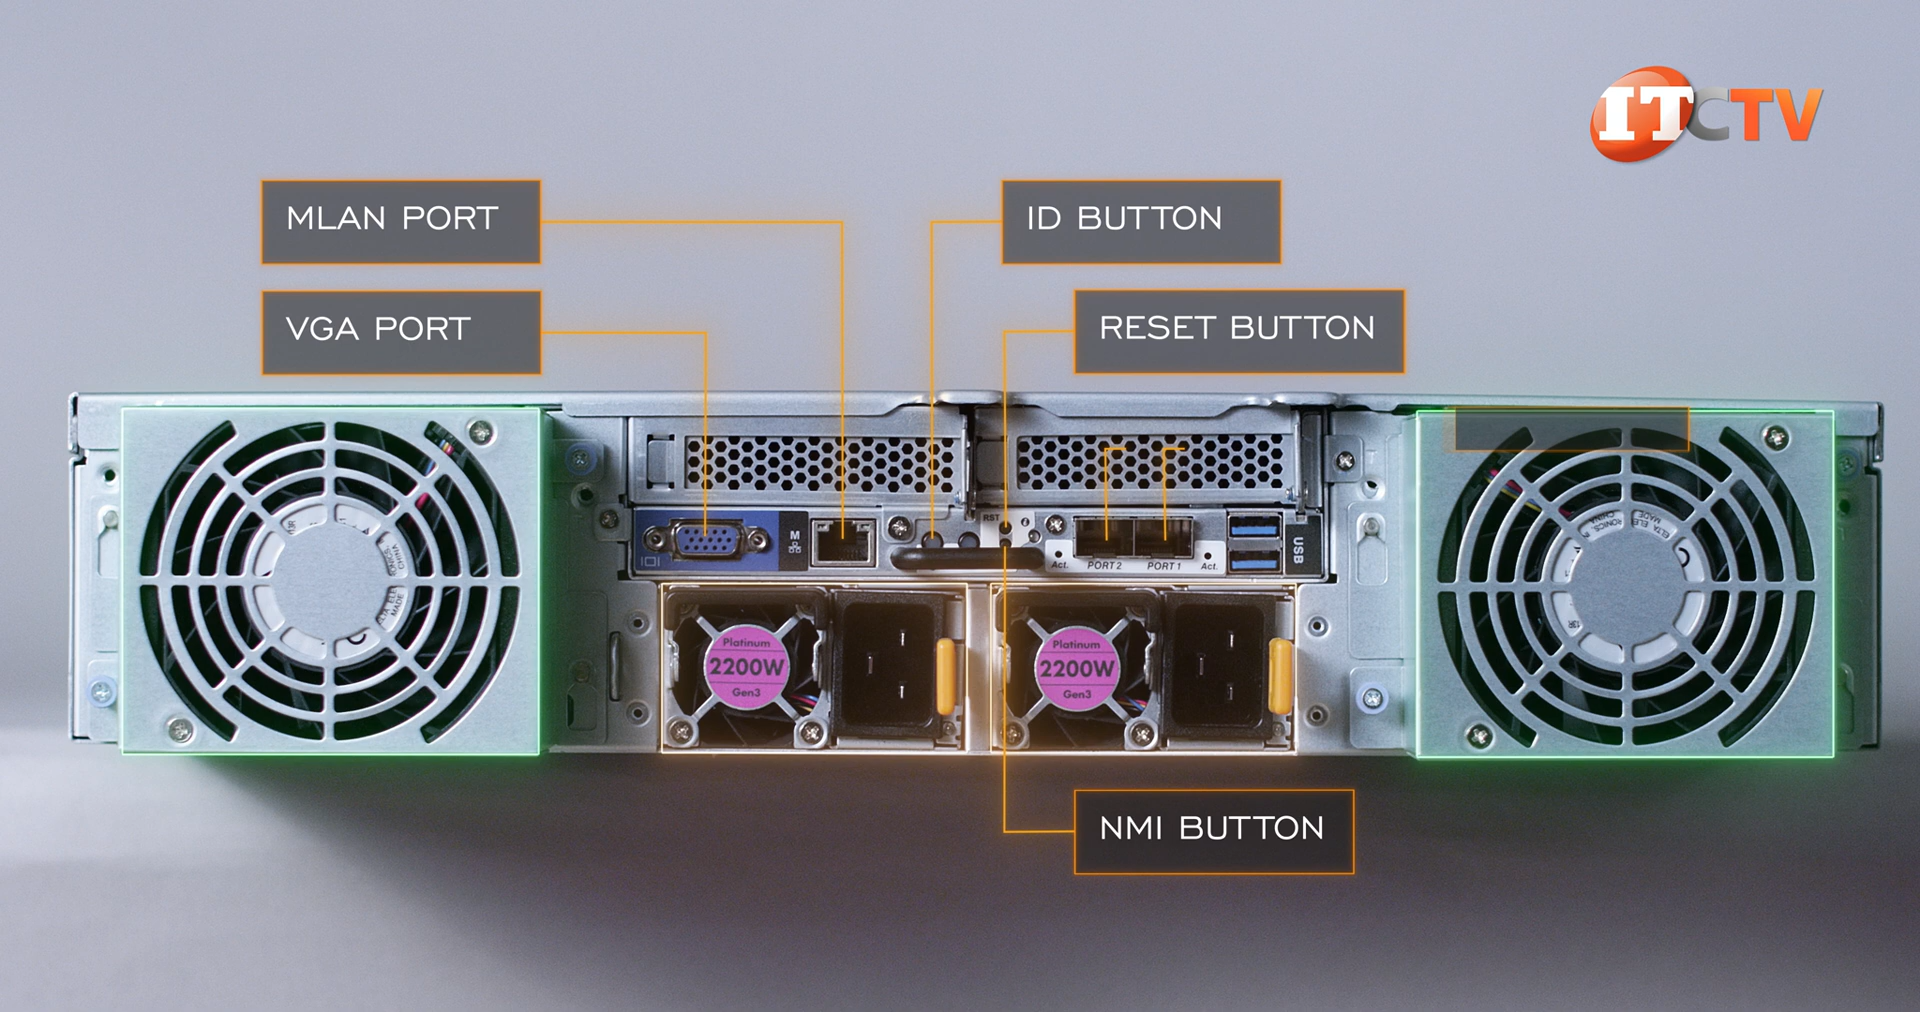 ITCTV
MLAN PORT
ID BUTTON
VGA PORT
RESET BUTTON
RST
M
USB
Act.
PORT 2
PORT 1
Act.
Platinum
2200W
Gen3
Platinum
2200W
Gen3
NMI BUTTON